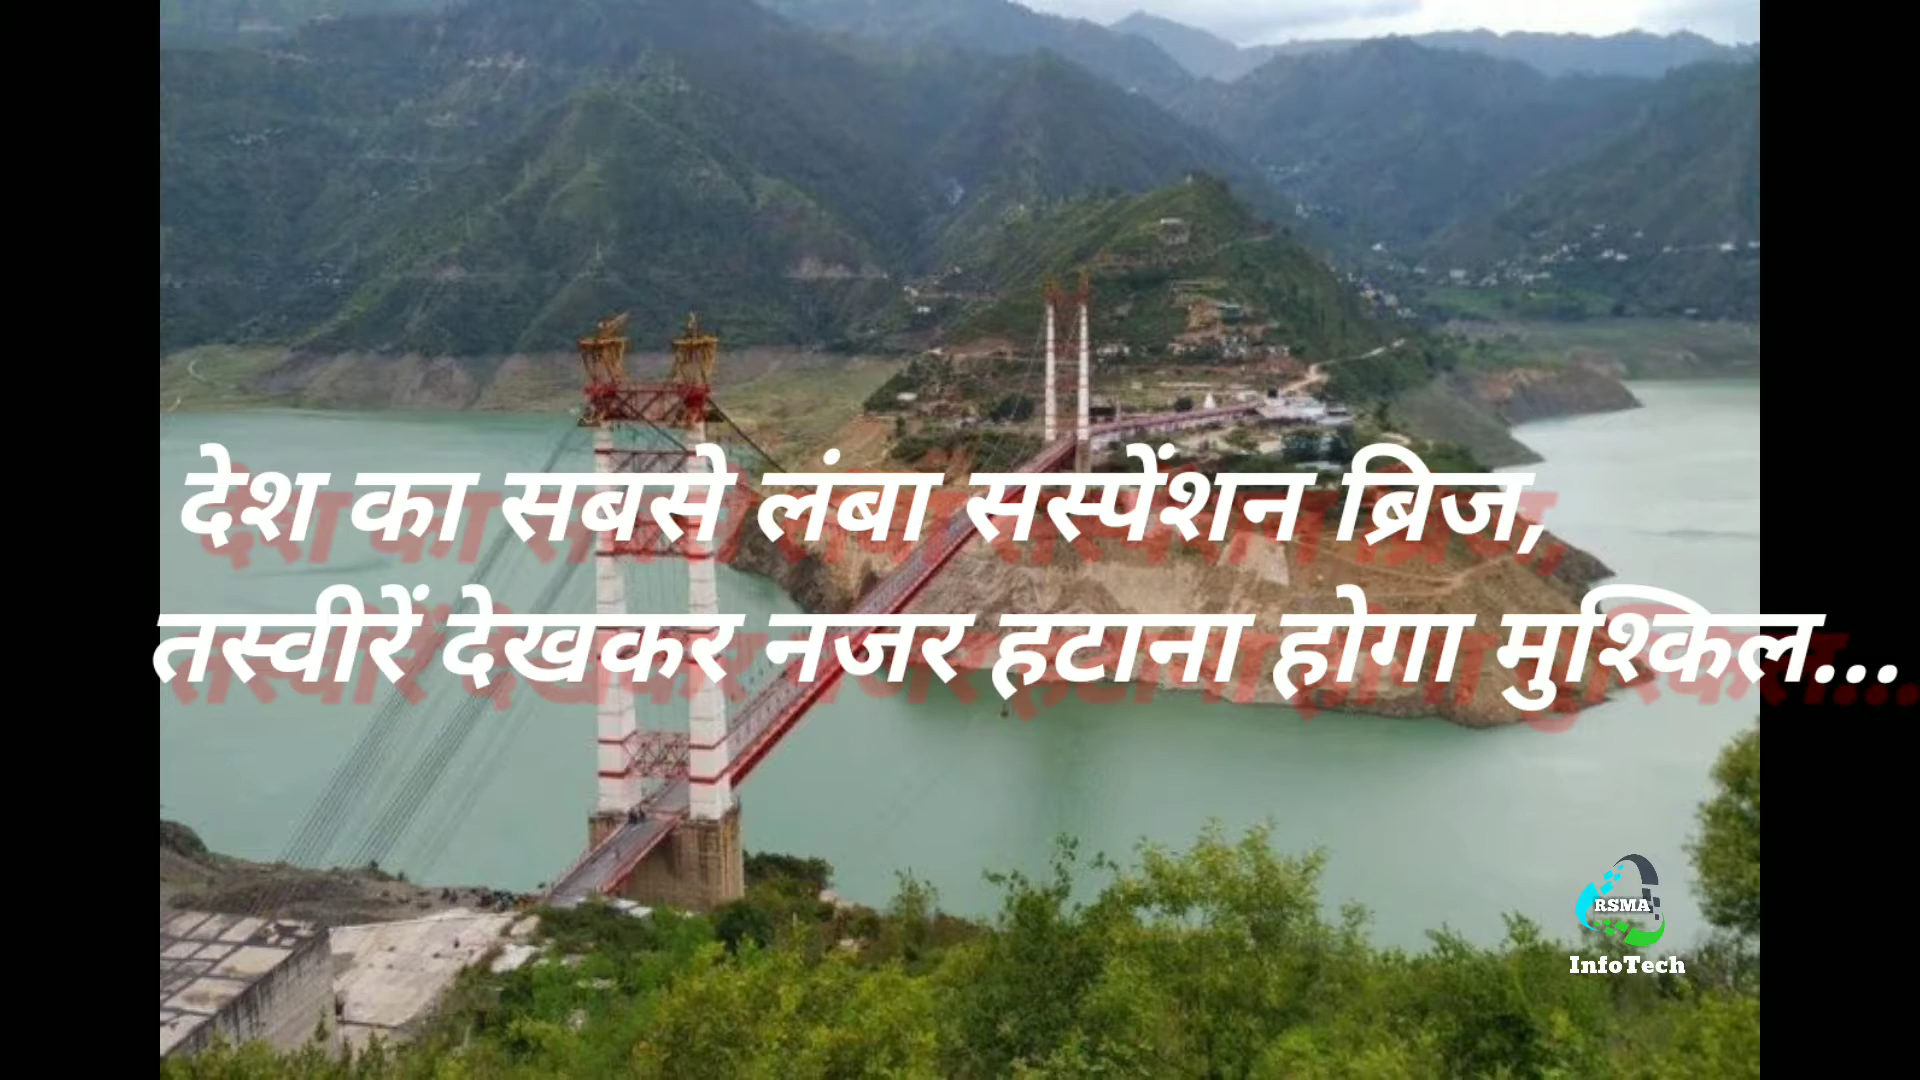 देश का सबसे लंबा सस्पेंशन ब्रिज,
तस्वीरें देखकर नजर हटाना होगा मुश्किल...
RSMA
InfoTech